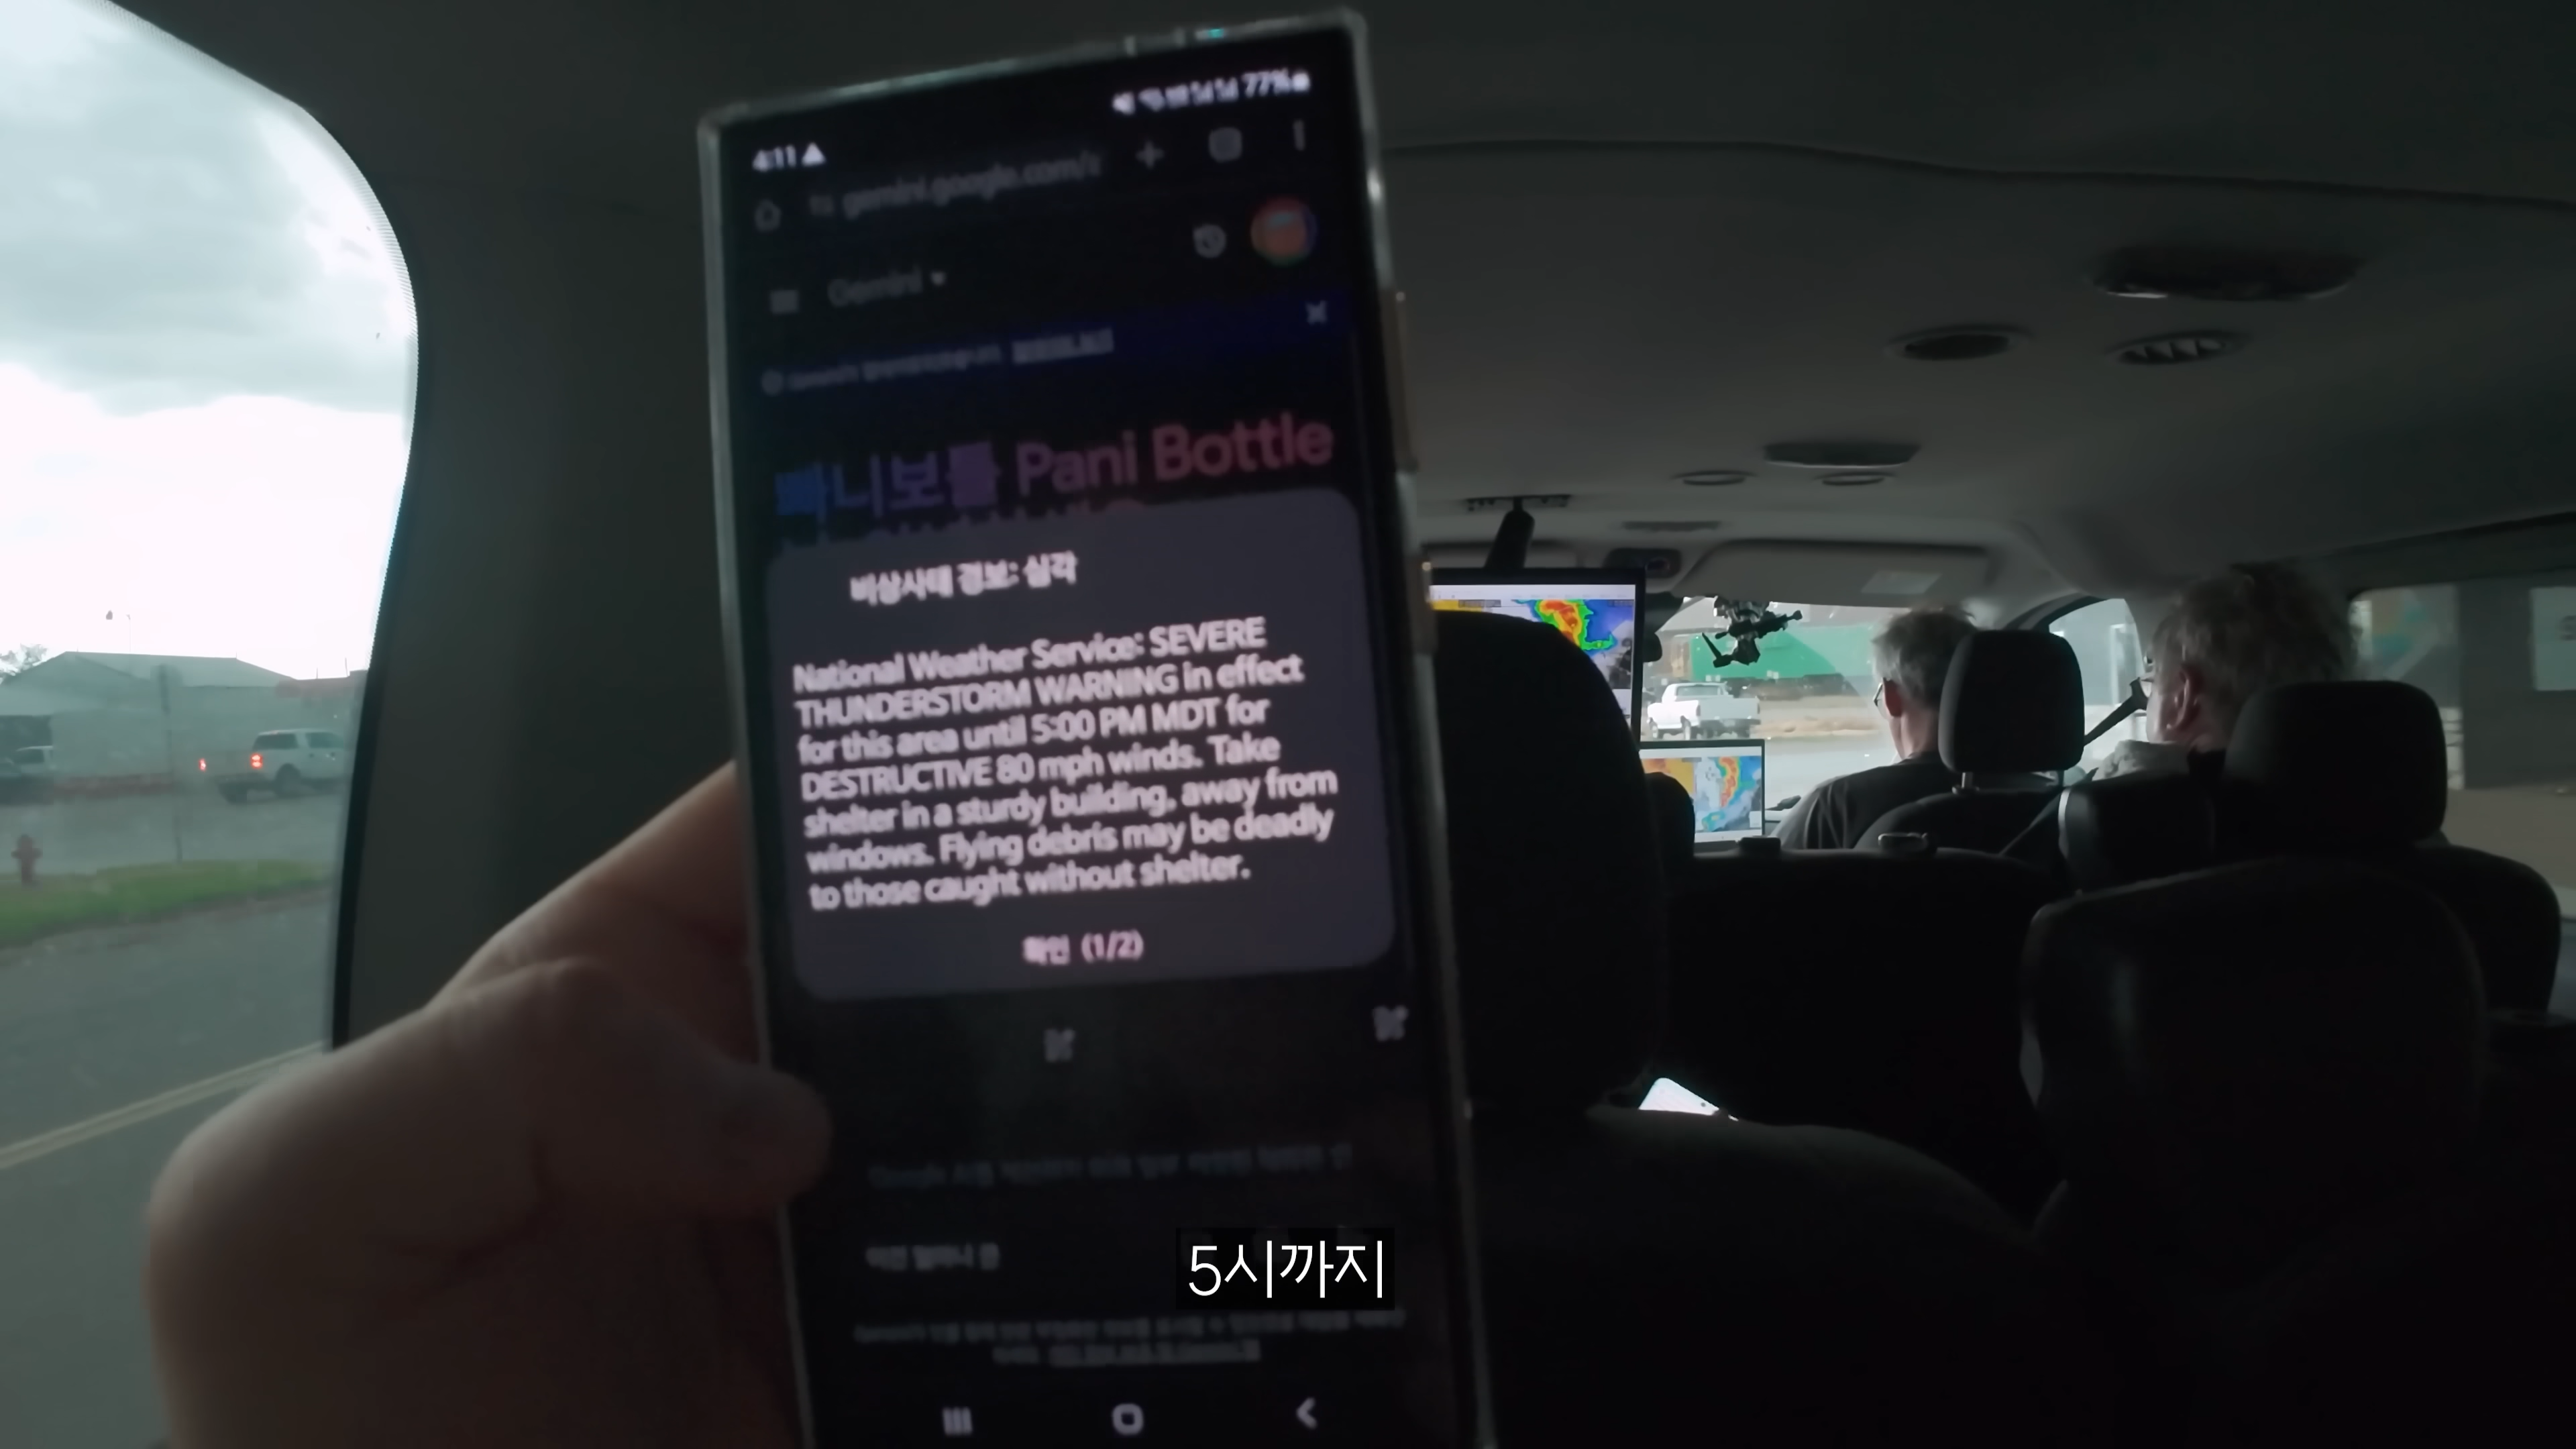 4:11
77%
gemini.google.com/
Gemini
빠니보틀 Pani Bottle
비상사태 경보: 심각
National Weather Service: SEVERE
THUNDERSTORM WARNING in effect
for this area until 5:00 PM MDT for
DESTRUCTIVE 80 mph winds. Take
shelter in a sturdy building, away from
windows. Flying debris may be deadly
to those caught without shelter.
확인 (1/2)
5시까지